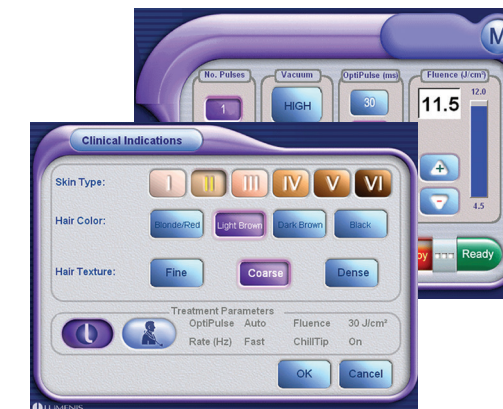 M
No. Pulses Vacuum OptiPulse (ms) Fluence (J/cm²)
1 HIGH 30 11.5 12.0
+
- 4.5
Ready
Clinical Indications
Skin Type: I II III IV V VI
Hair Color: Blonde/Red Light Brown Dark Brown Black
Hair Texture: Fine Coarse Dense
Treatment Parameters
OptiPulse Auto Fluence 30 J/cm²
Rate (Hz) Fast ChillTip On
OK Cancel
LUMENIS